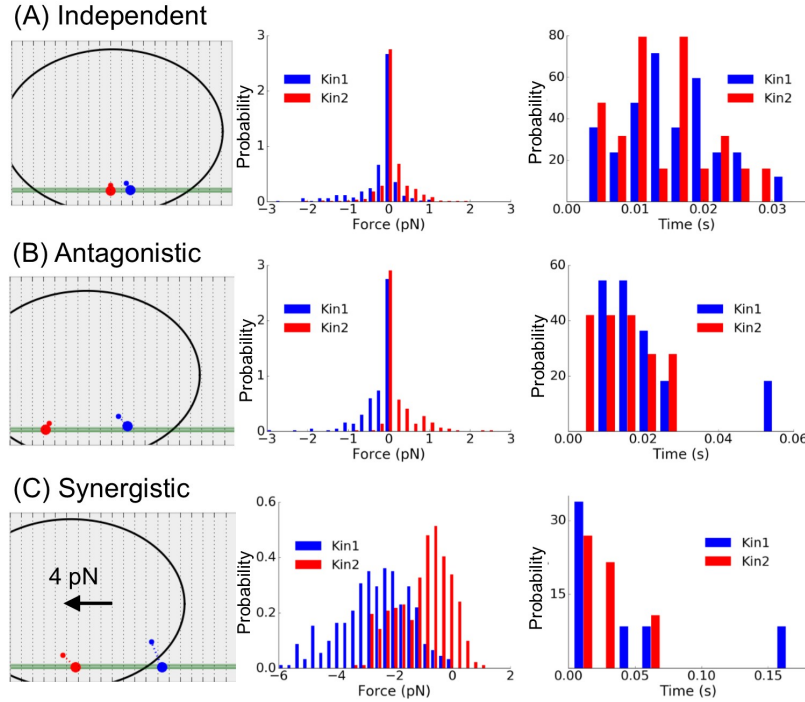 (A) Independent
Probability
3
2
1
0
Kin1
Kin2
−3 −2 −1 0 1 2 3
Force (pN)
Probability
80
60
40
20
Kin1
Kin2
0.00 0.01 0.02 0.03
Time (s)
(B) Antagonistic
Probability
3
2
1
0
Kin1
Kin2
−3 −2 −1 0 1 2 3
Force (pN)
Probability
60
40
20
Kin1
Kin2
0.00 0.02 0.04 0.06
Time (s)
(C) Synergistic
4 pN
Probability
0.6
0.4
0.2
0.0
Kin1
Kin2
−6 −4 −2 0 2
Force (pN)
Probability
30
15
Kin1
Kin2
0.00 0.05 0.10 0.15
Time (s)